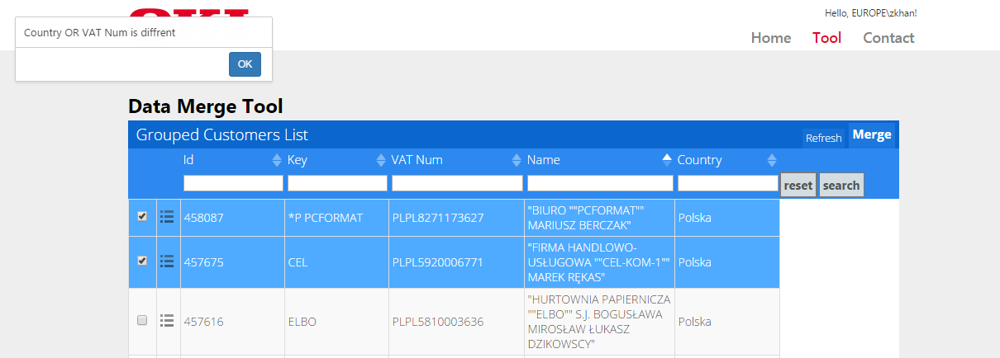 Hello, EUROPE\zkhan!
Country OR VAT Num is diffrent
OK
Home Tool Contact
Data Merge Tool
Grouped Customers List Refresh Merge
Id Key VAT Num Name Country
reset search
458087 *P PCFORMAT PLPL8271173627 "BIURO ""PCFORMAT"" Polska
MARIUSZ BERCZAK"
457675 CEL PLPL5920006771 "FIRMA HANDLOWO- Polska
USŁUGOWA ""CEL-KOM-1""
MAREK RĘKAS"
457616 ELBO PLPL5810003636 "HURTOWNIA PAPIERNICZA Polska
""ELBO"" S.J. BOGUSŁAWA
MIROSŁAW ŁUKASZ
DZIKOWSCY"